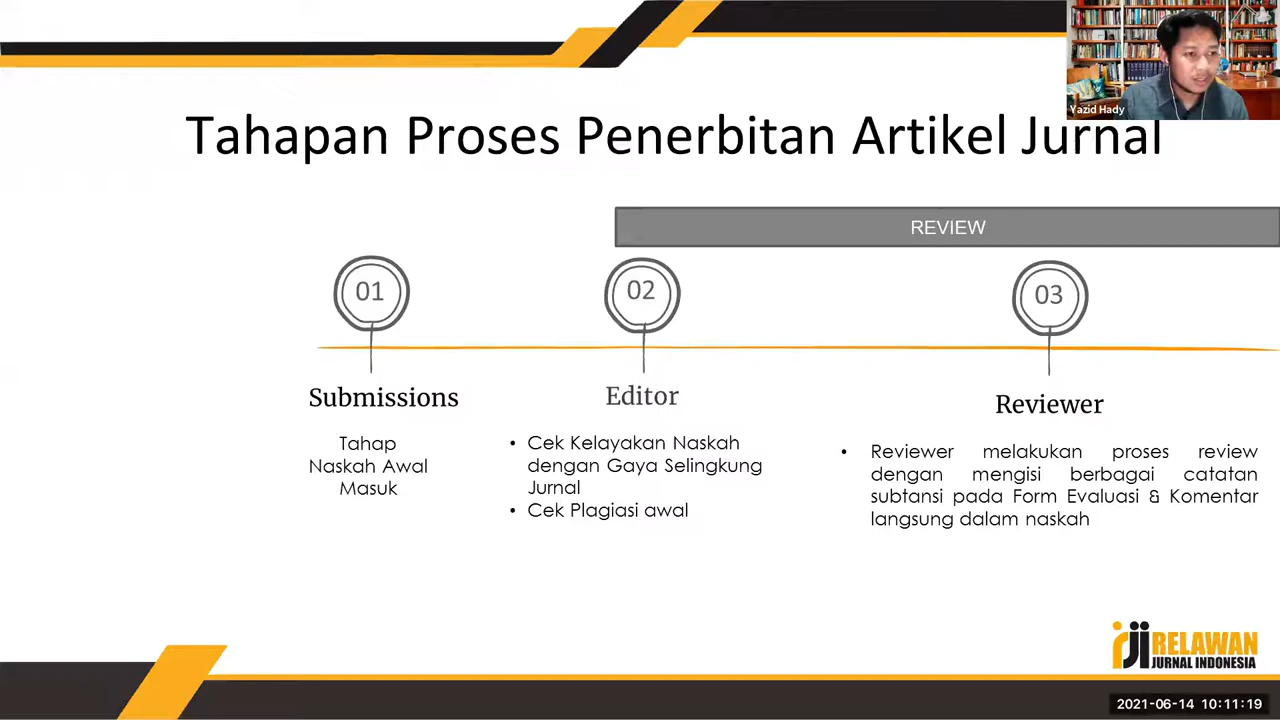 Yazid Hady
Tahapan Proses Penerbitan Artikel Jurnal
REVIEW
01
02
03
Submissions
Tahap
Naskah Awal
Masuk
Editor
• Cek Kelayakan Naskah
dengan Gaya Selingkung
Jurnal
• Cek Plagiasi awal
Reviewer
• Reviewer melakukan proses review
dengan mengisi berbagai catatan
subtansi pada Form Evaluasi & Komentar
langsung dalam naskah
rji RELAWAN
JURNAL INDONESIA
2021-06-14 10:11:19